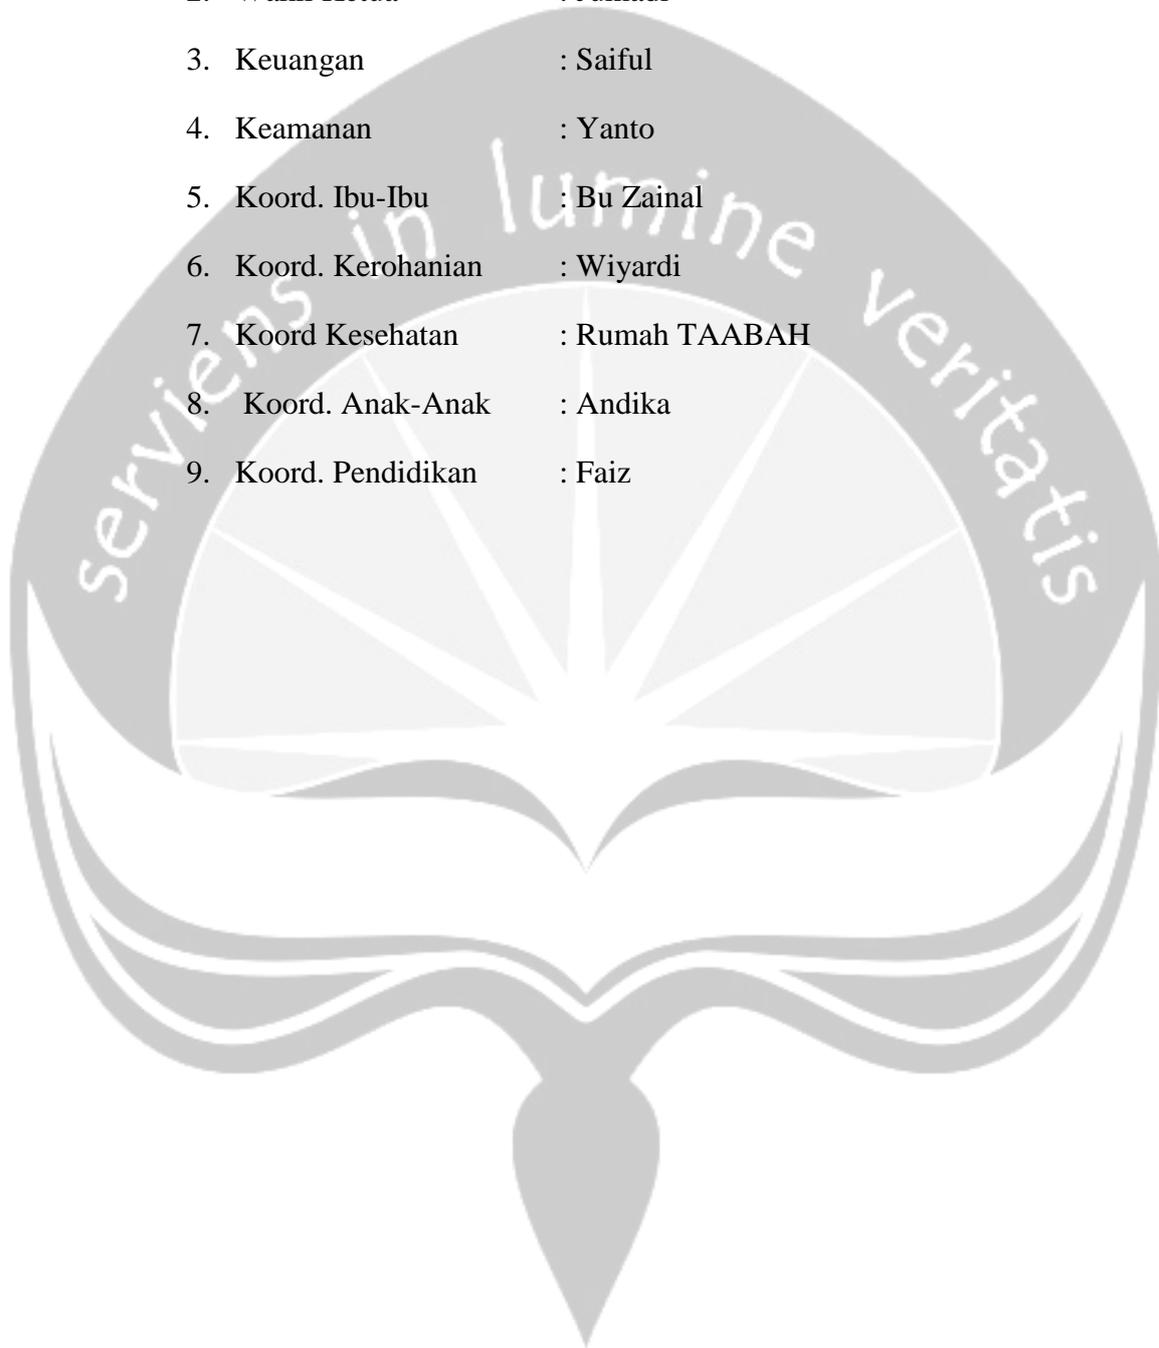 3. Keuangan : Saiful
4. Keamanan : Yanto
5. Koord. Ibu-Ibu : Bu Zainal
6. Koord. Kerohanian : Wiyardi
7. Koord Kesehatan : Rumah TAABAH
8. Koord. Anak-Anak : Andika
9. Koord. Pendidikan : Faiz
serviens in lumine veritatis